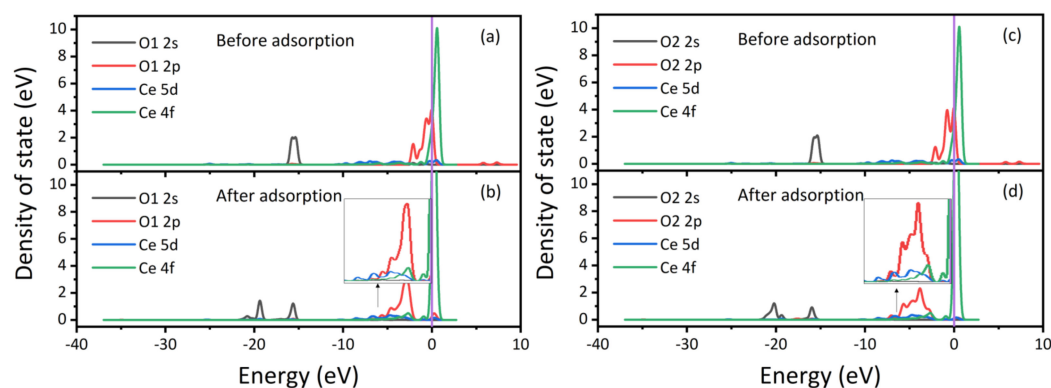 Density of state (eV)
10
8
6
4
2
0
O1 2s
O1 2p
Ce 5d
Ce 4f
Before adsorption
(a)
8
6
4
2
0
O1 2s
O1 2p
Ce 5d
Ce 4f
After adsorption
(b)
-40
-30
-20
-10
0
10
Energy (eV)
Density of state (eV)
10
8
6
4
2
0
O2 2s
O2 2p
Ce 5d
Ce 4f
Before adsorption
(c)
8
6
4
2
0
O2 2s
O2 2p
Ce 5d
Ce 4f
After adsorption
(d)
-40
-30
-20
-10
0
10
Energy (eV)